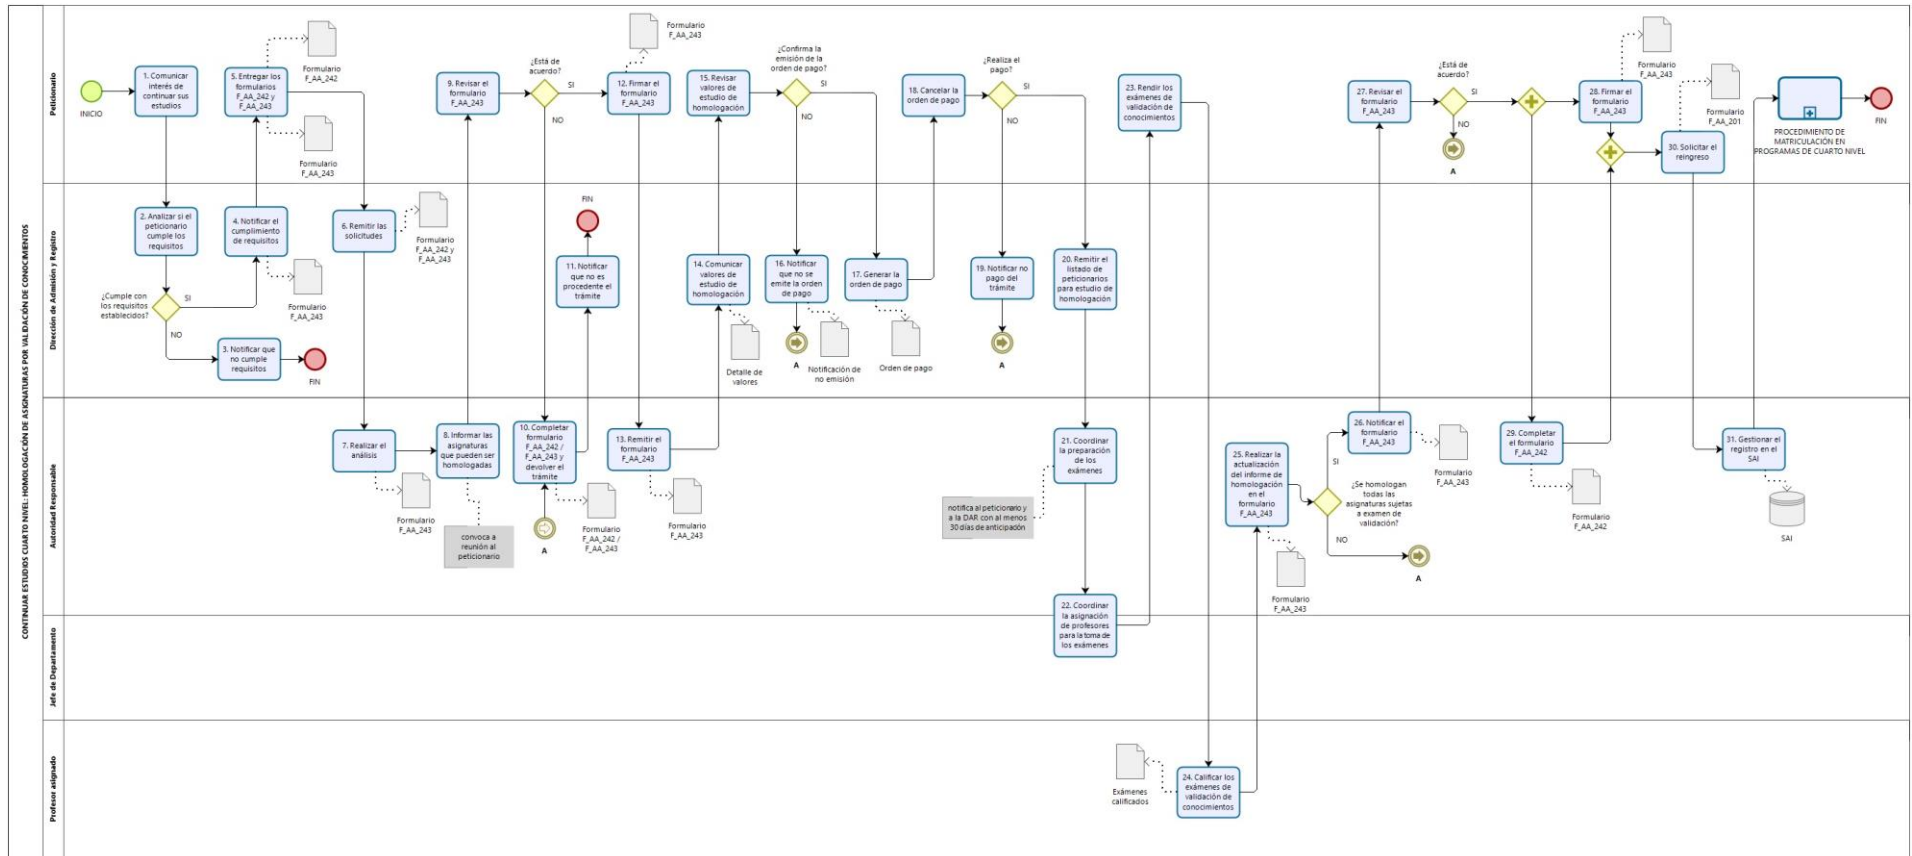 CONTINUAR ESTUDIOS CUARTO NIVEL: HOMOLOGACIÓN DE ASIGNATURAS POR VALIDACIÓN DE CONOCIMIENTOS
Peticionario
INICIO
1. Comunicar
interés de
continuar sus
estudios
5. Entregar los
formularios
F_AA_242 y
F_AA_243
Formulario
F_AA_242
Formulario
F_AA_243
9. Revisar el
formulario
F_AA_243
¿Está de
acuerdo?
SI
NO
12. Firmar el
formulario
F_AA_243
Formulario
F_AA_243
15. Revisar
valores de
estudio de
homologación
¿Confirma la
emisión de la
orden de pago?
SI
NO
18. Cancelar la
orden de pago
¿Realiza el
pago?
SI
NO
23. Rendir los
exámenes de
validación de
conocimientos
27. Revisar el
formulario
F_AA_243
¿Está de
acuerdo?
SI
NO
A
28. Firmar el
formulario
F_AA_243
Formulario
F_AA_243
30. Solicitar el
reingreso
Formulario
F_AA_201
PROCEDIMIENTO DE
MATRICULACIÓN EN
PROGRAMAS DE CUARTO NIVEL
FIN
Dirección de Admisión y Registro
2. Analizar si el
peticionario
cumple los
requisitos
¿Cumple con
los requisitos
establecidos?
SI
NO
3. Notificar que
no cumple
requisitos
FIN
4. Notificar el
cumplimiento
de requisitos
Formulario
F_AA_243
6. Remitir las
solicitudes
Formulario
F_AA_242 y
F_AA_243
FIN
11. Notificar
que no es
procedente el
trámite
14. Comunicar
valores de
estudio de
homologación
Detalle de
valores
16. Notificar
que no se
emite la orden
de pago
A
Notificación de
no emisión
17. Generar la
orden de pago
Orden de pago
19. Notificar no
pago del
trámite
A
20. Remitir el
listado de
peticionarios
para estudio de
homologación
Autoridad Responsable
7. Realizar el
análisis
Formulario
F_AA_243
8. Informar las
asignaturas
que pueden ser
homologadas
convoca a
reunión al
peticionario
10. Completar
formulario
F_AA_242 /
F_AA_243 y
devolver el
trámite
A
Formulario
F_AA_242 /
F_AA_243
13. Remitir el
formulario
F_AA_243
Formulario
F_AA_243
21. Coordinar
la preparación
de los
exámenes
notifica al peticionario y
a la DAR con al menos
30 días de anticipación
22. Coordinar
la asignación
de profesores
para la toma de
los exámenes
25. Realizar la
actualización
del informe de
homologación
en el
formulario
F_AA_243
Formulario
F_AA_243
¿Se homologan
todas las
asignaturas sujetas
a examen de
validación?
SI
NO
A
26. Notificar el
formulario
F_AA_243
Formulario
F_AA_243
29. Completar
el formulario
F_AA_242
Formulario
F_AA_242
31. Gestionar el
registro en el
SAI
SAI
Jefe de Departamento
Profesor asignado
Exámenes
calificados
24. Calificar los
exámenes de
validación de
conocimientos